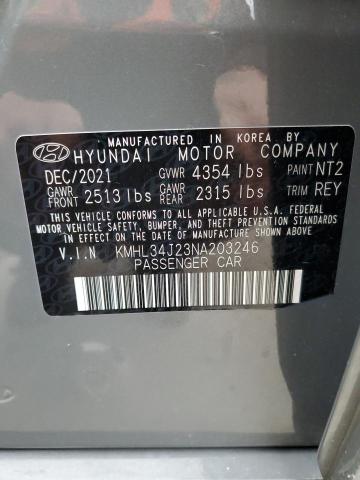 MANUFACTURED IN KOREA BY
HYUNDAI MOTOR COMPANY
DEC/2021 GVWR 4354 lbs PAINT NT2
GAWR FRONT 2513 lbs GAWR REAR 2315 lbs TRIM REY
THIS VEHICLE CONFORMS TO ALL APPLICABLE U.S.A. FEDERAL
MOTOR VEHICLE SAFETY, BUMPER, AND THEFT PREVENTION
STANDARDS IN EFFECT ON THE DATE OF MANUFACTURE SHOWN ABOVE.
V.I.N KMHL34J23NA203246
PASSENGER CAR